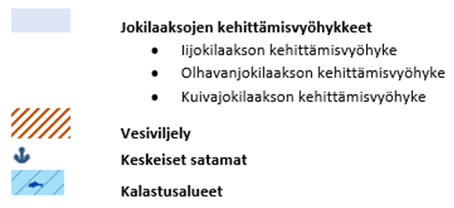 Jokilaaksojen kehittämisvyöhykkeet
• Iijokilaakson kehittämisvyöhyke
• Olhavanjokilaakson kehittämisvyöhyke
• Kuivajokilaakson kehittämisvyöhyke
Vesiviljely
Keskeiset satamat
Kalastusalueet